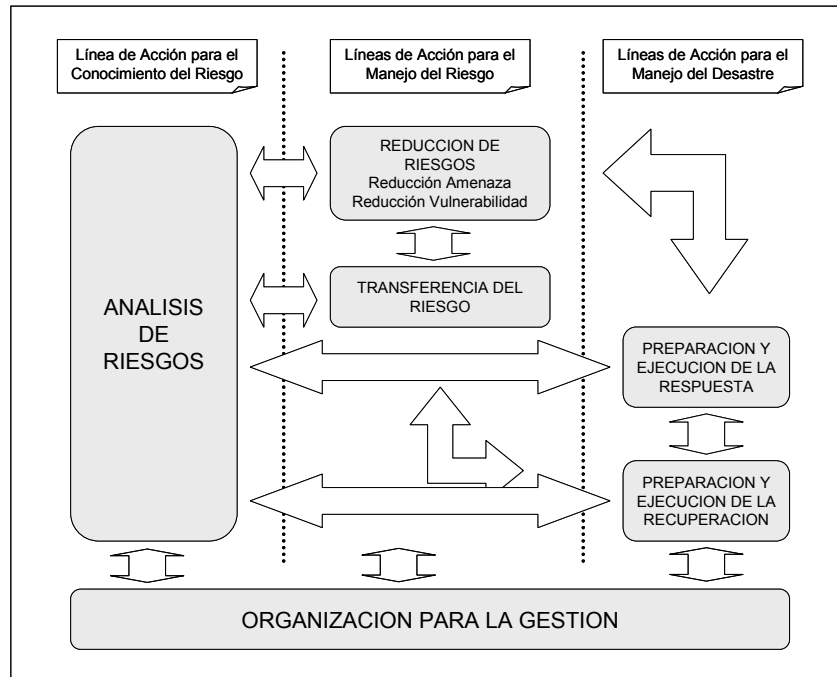 Línea de Acción para el
Conocimiento del Riesgo
Líneas de Acción para el
Manejo del Riesgo
Líneas de Acción para el
Manejo del Desastre
REDUCCION DE
RIESGOS
Reducción Amenaza
Reducción Vulnerabilidad
TRANSFERENCIA DEL
RIESGO
ANALISIS
DE
RIESGOS
PREPARACION Y
EJECUCION DE LA
RESPUESTA
PREPARACION Y
EJECUCION DE LA
RECUPERACION
ORGANIZACION PARA LA GESTION